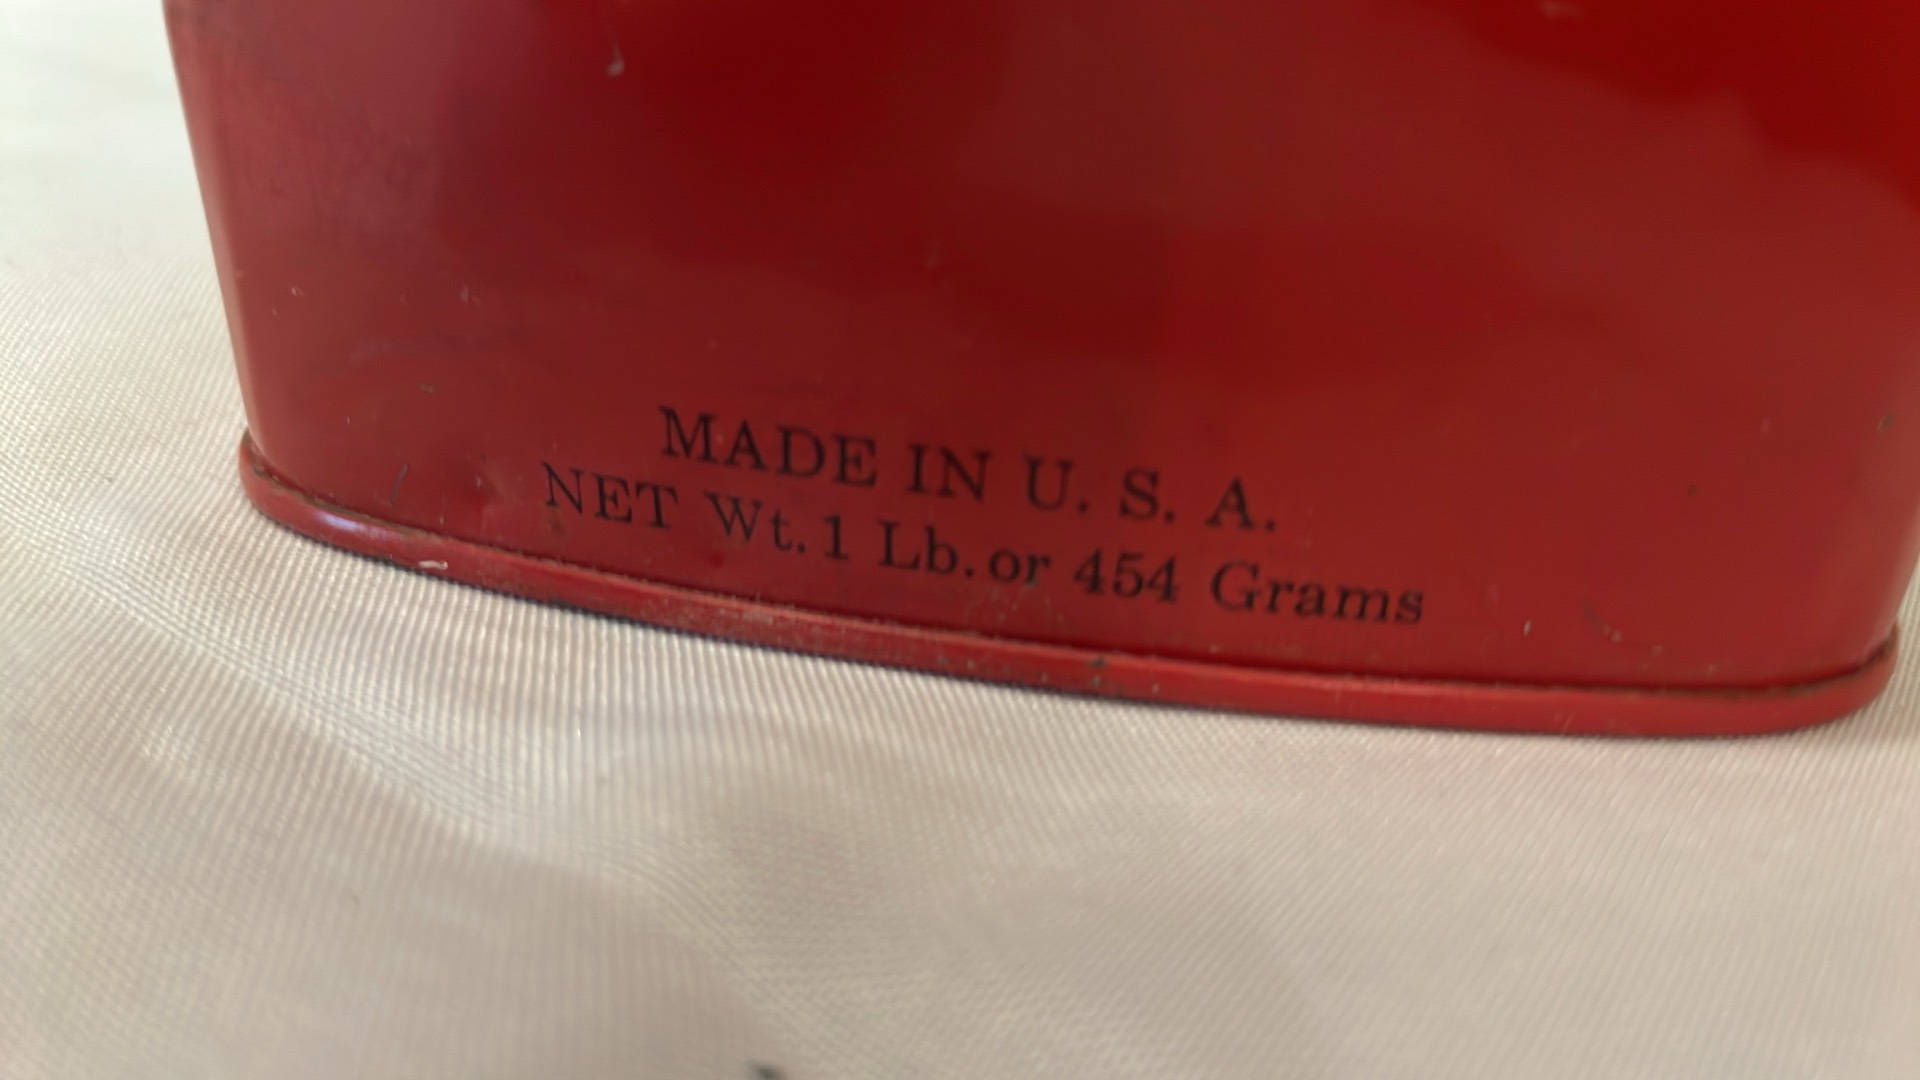 MADE IN U. S. A.
NET Wt. 1 Lb. or 454 Grams